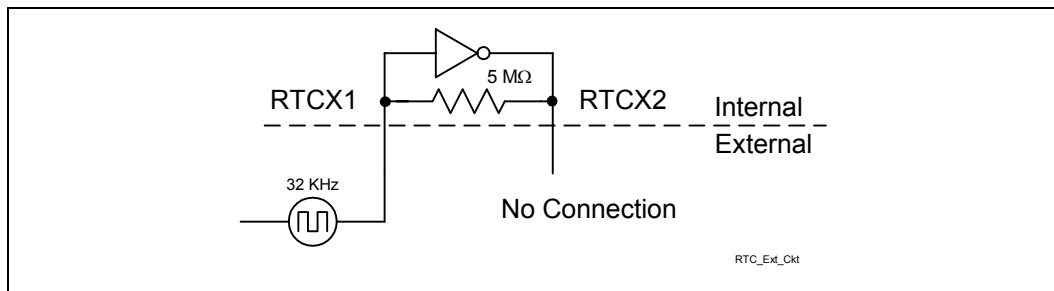 5 MΩ
RTCX1
RTCX2
Internal
External
32 KHz
No Connection
RTC_Ext_Ckt